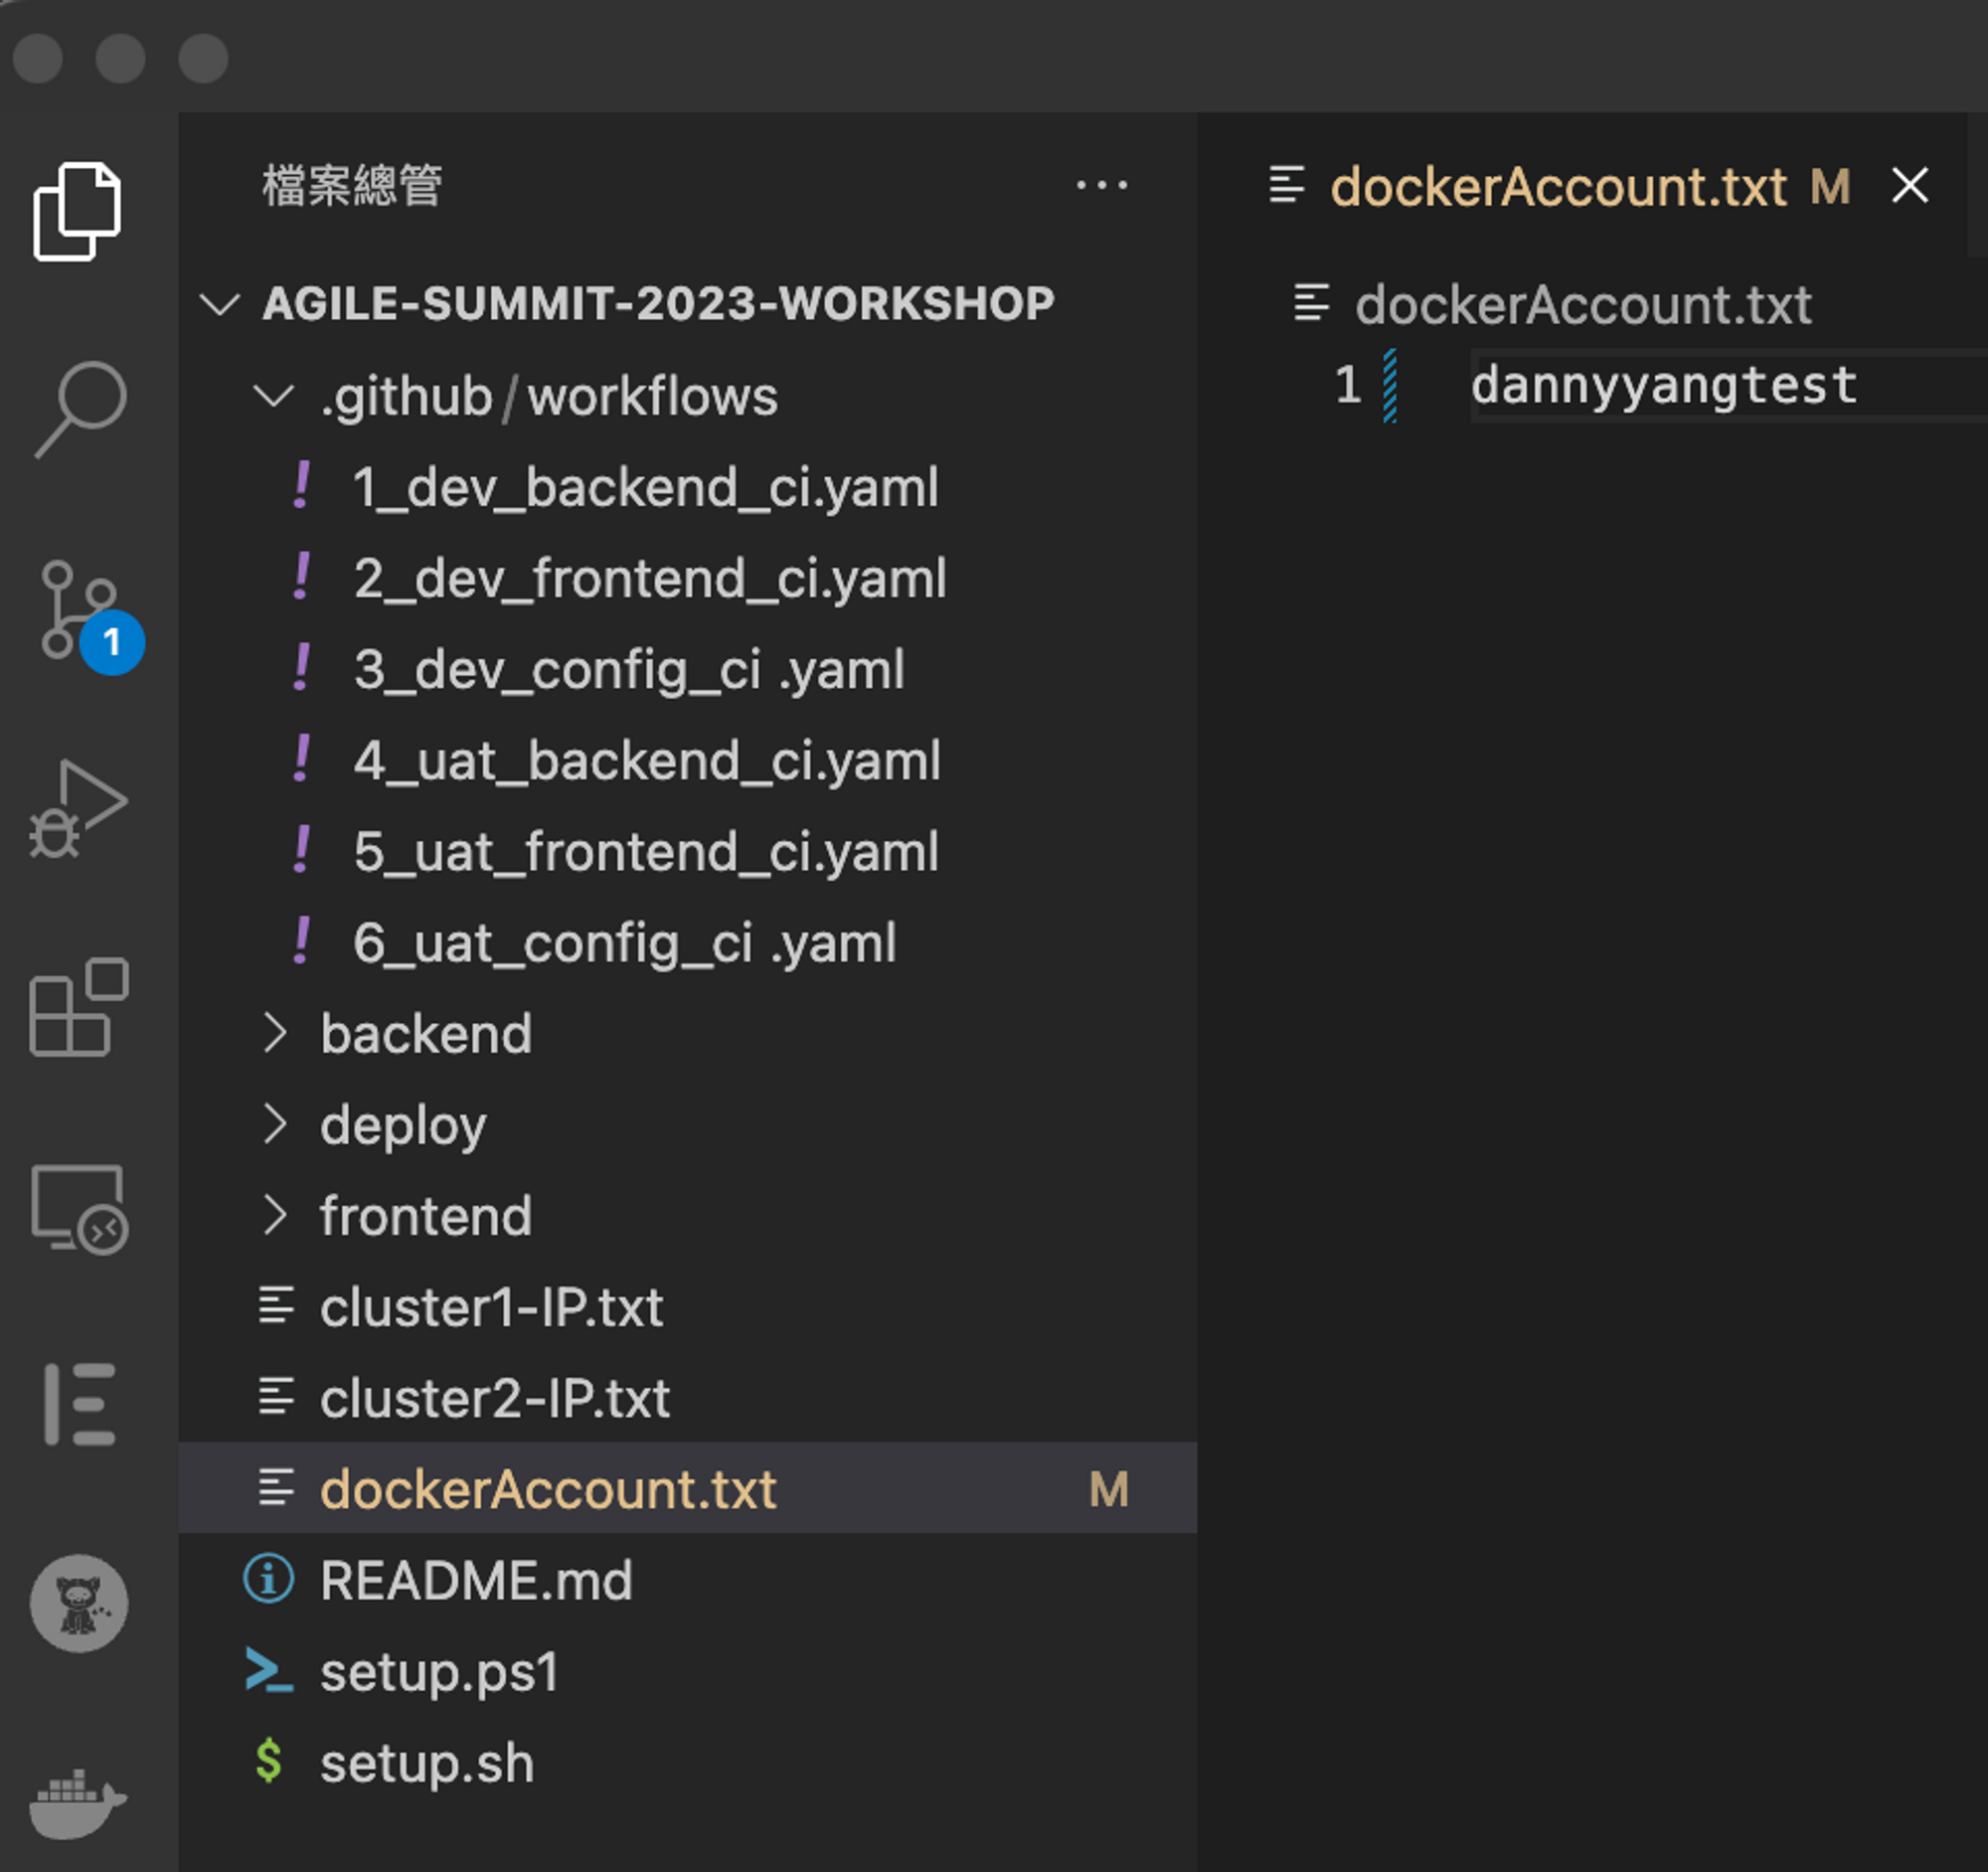 檔案總管
AGILE-SUMMIT-2023-WORKSHOP
.github/workflows
! 1_dev_backend_ci.yaml
! 2_dev_frontend_ci.yaml
! 3_dev_config_ci .yaml
! 4_uat_backend_ci.yaml
! 5_uat_frontend_ci.yaml
! 6_uat_config_ci .yaml
backend
deploy
frontend
cluster1-IP.txt
cluster2-IP.txt
dockerAccount.txt M
README.md
setup.ps1
$ setup.sh
1
dockerAccount.txt M
dockerAccount.txt
1 dannyyangtest